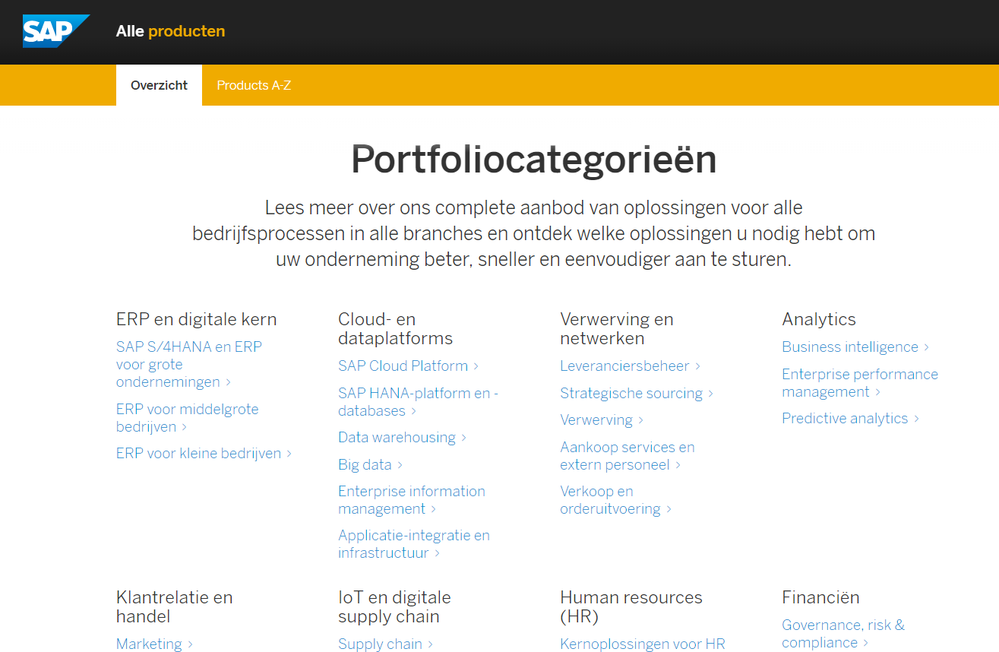 SAP
Alle producten
Overzicht
Products A-Z
Portfoliocategorieën
Lees meer over ons complete aanbod van oplossingen voor alle
bedrijfsprocessen in alle branches en ontdek welke oplossingen u nodig hebt om
uw onderneming beter, sneller en eenvoudiger aan te sturen.
ERP en digitale kern
SAP S/4HANA en ERP
voor grote
ondernemingen >
ERP voor middelgrote
bedrijven >
ERP voor kleine bedrijven >
Cloud- en
dataplatforms
SAP Cloud Platform >
SAP HANA-platform en -
databases >
Data warehousing >
Big data >
Enterprise information
management >
Applicatie-integratie en
infrastructuur >
Verwerving en
netwerken
Leveranciersbeheer >
Strategische sourcing >
Verwerving >
Aankoop services en
extern personeel >
Verkoop en
orderuitvoering >
Analytics
Business intelligence >
Enterprise performance
management >
Predictive analytics >
Klantrelatie en
handel
Marketing >
IoT en digitale
supply chain
Supply chain >
Human resources
(HR)
Kernoplossingen voor HR
Financiën
Governance, risk &
compliance >